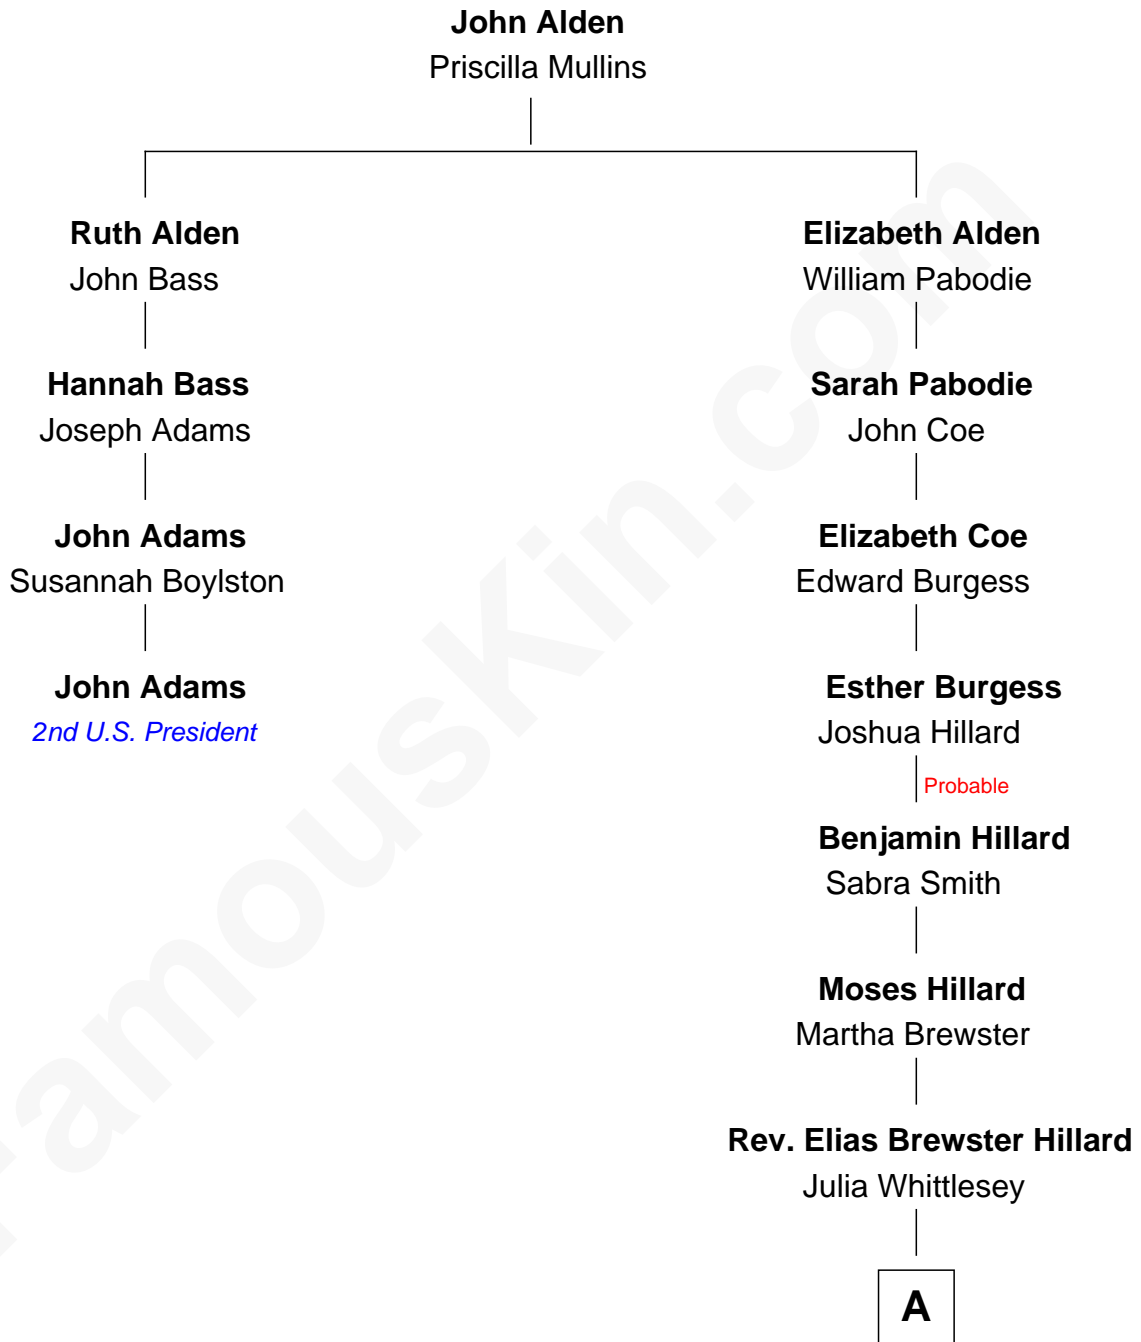 John Alden
Priscilla Mullins
Ruth Alden
John Bass
Hannah Bass
Joseph Adams
John Adams
Susannah Boylston
John Adams
2nd U.S. President
Elizabeth Alden
William Pabodie
Sarah Pabodie
John Coe
Elizabeth Coe
Edward Burgess
Esther Burgess
Joshua Hillard
Probable
Benjamin Hillard
Sabra Smith
Moses Hillard
Martha Brewster
Rev. Elias Brewster Hillard
Julia Whittlesey
A
FamousKin.com